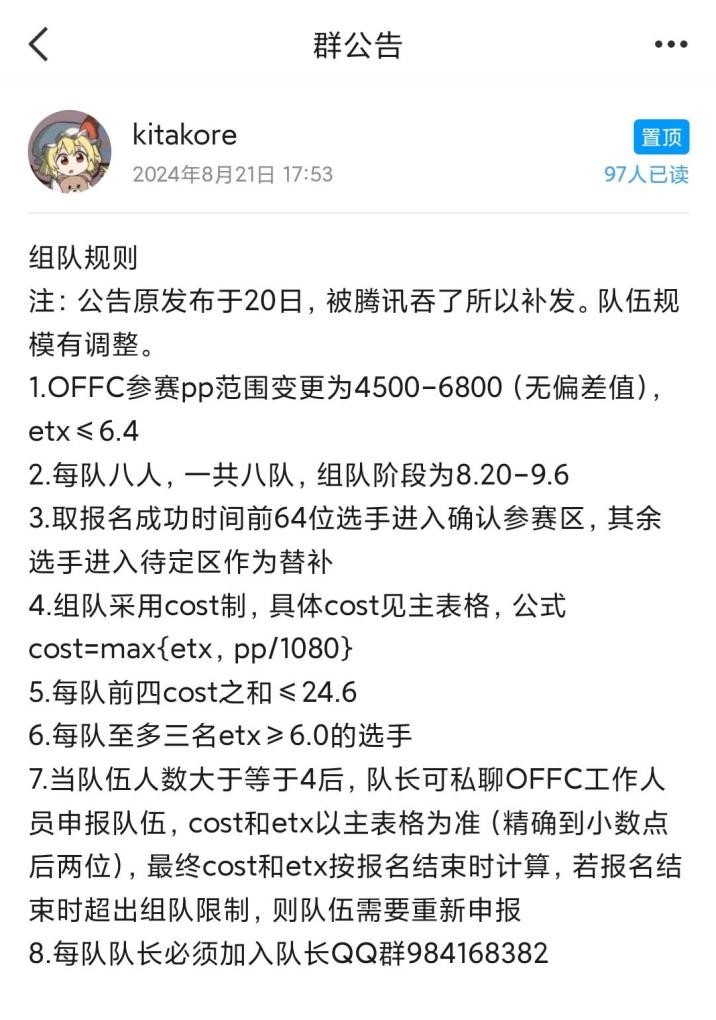 群公告
kitakore
置顶
2024年8月21日 17:53
97人已读
组队规则
注：公告原发布于20日，被腾讯吞了所以补发。队伍规
模有调整。
1.OFFC参赛pp范围变更为4500-6800（无偏差值），
etx≤6.4
2.每队八人，一共八队，组队阶段为8.20-9.6
3.取报名成功时间前64位选手进入确认参赛区，其余
选手进入待定区作为替补
4.组队采用cost制，具体cost见主表格，公式
cost=max{etx，pp/1080}
5.每队前四cost之和≤24.6
6.每队至多三名etx≥6.0的选手
7.当队伍人数大于等于4后，队长可私聊OFFC工作人
员申报队伍，cost和etx以主表格为准（精确到小数点
后两位），最终cost和etx按报名结束时计算，若报名结
束时超出组队限制，则队伍需要重新申报
8.每队队长必须加入队长QQ群984168382